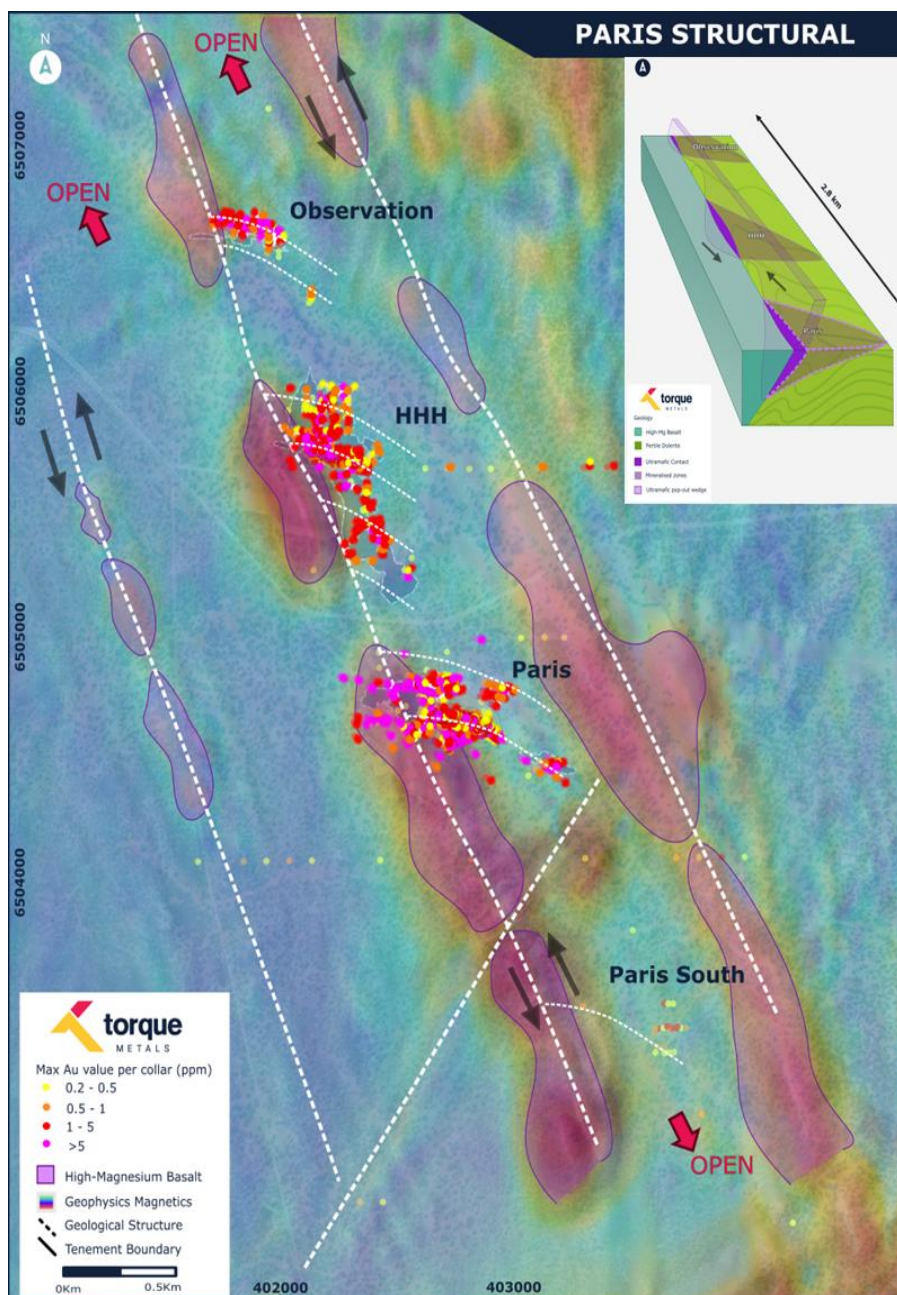 PARIS STRUCTURAL
N
A
OPEN
6507000
OPEN
Observation
6506000
HHH
6505000
Paris
6504000
Paris South
OPEN
402000
403000
A
Observation
HHH
Paris
2.8 km
torque
METALS
Geology
High Mg Basalt
Fertile Dolerite
Ultramafic Contact
Mineralised zones
Ultramafic pop-out wedge
torque
METALS
Max Au value per collar (ppm)
0.2 - 0.5
0.5 - 1
1 - 5
>5
High-Magnesium Basalt
Geophysics Magnetics
Geological Structure
Tenement Boundary
0Km
0.5Km